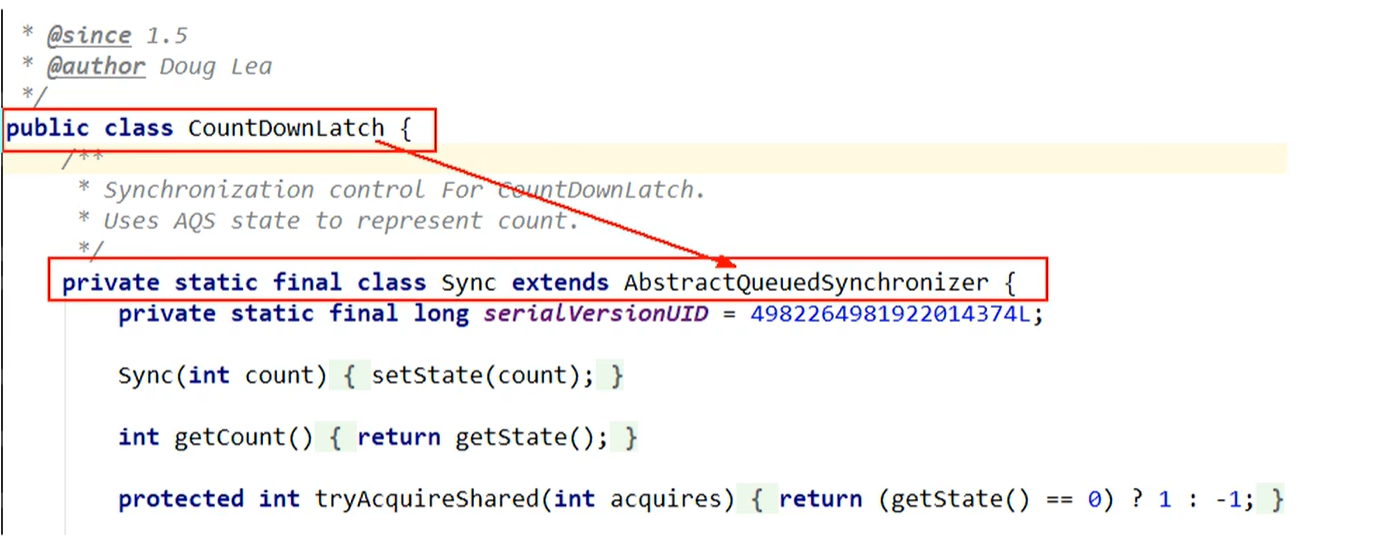 * @since 1.5
* @author Doug Lea
*/
public class CountDownLatch {
/**
* Synchronization control For CountDownLatch.
* Uses AQS state to represent count.
*/
private static final class Sync extends AbstractQueuedSynchronizer {
private static final long serialVersionUID = 4982264981922014374L;
Sync(int count) { setState(count); }
int getCount() { return getState(); }
protected int tryAcquireShared(int acquires) { return (getState() == 0) ? 1 : -1; }